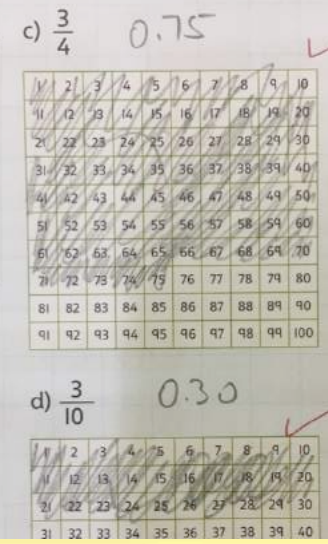 c) 3/4 0.75
1 2 3 4 5 6 7 8 9 10
11 12 13 14 15 16 17 18 19 20
21 22 23 24 25 26 27 28 29 30
31 32 33 34 35 36 37 38 39 40
41 42 43 44 45 46 47 48 49 50
51 52 53 54 55 56 57 58 59 60
61 62 63 64 65 66 67 68 69 70
71 72 73 74 75 76 77 78 79 80
81 82 83 84 85 86 87 88 89 90
91 92 93 94 95 96 97 98 99 100
d) 3/10 0.30
1 2 3 4 5 6 7 8 9 10
11 12 13 14 15 16 17 18 19 20
21 22 23 24 25 26 27 28 29 30
31 32 33 34 35 36 37 38 39 40